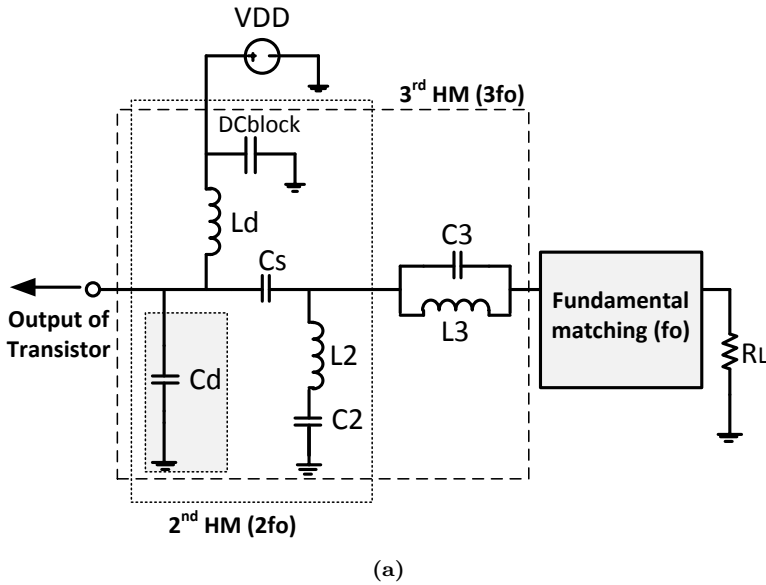 VDD
3rd HM (3fo)
DCblock
Ld
Cs
C3
L3
Output of
Transistor
Cd
L2
C2
Fundamental
matching (fo)
RL
2nd HM (2fo)
(a)